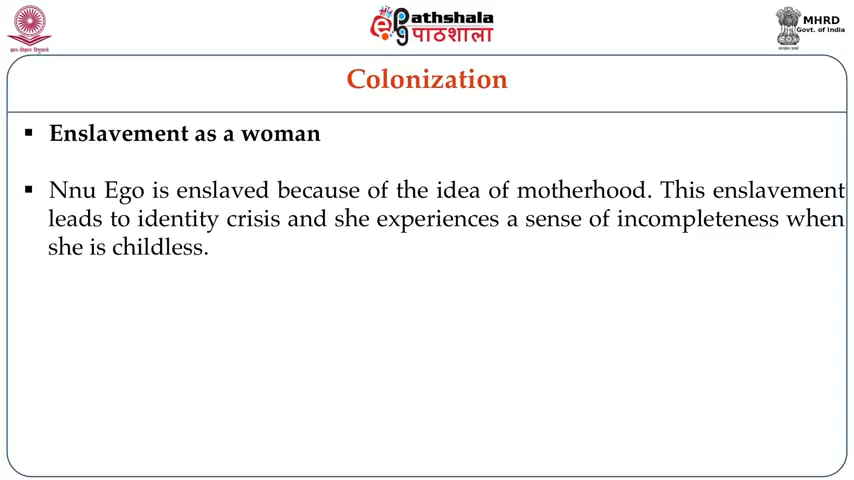 ePathshala
पाठशाला
MHRD
Govt. of India
Colonization
▪ Enslavement as a woman
▪ Nnu Ego is enslaved because of the idea of motherhood. This enslavement
leads to identity crisis and she experiences a sense of incompleteness when
she is childless.